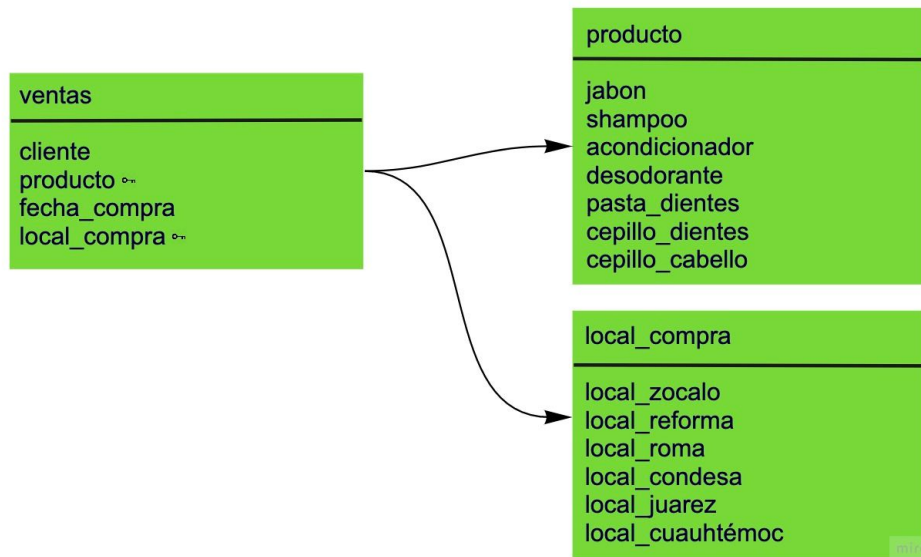 ventas
cliente
producto
fecha_compra
local_compra
producto
jabon
shampoo
acondicionador
desodorante
pasta_dientes
cepillo_dientes
cepillo_cabello
local_compra
local_zocalo
local_reforma
local_roma
local_condesa
local_juarez
local_cuauhtémoc